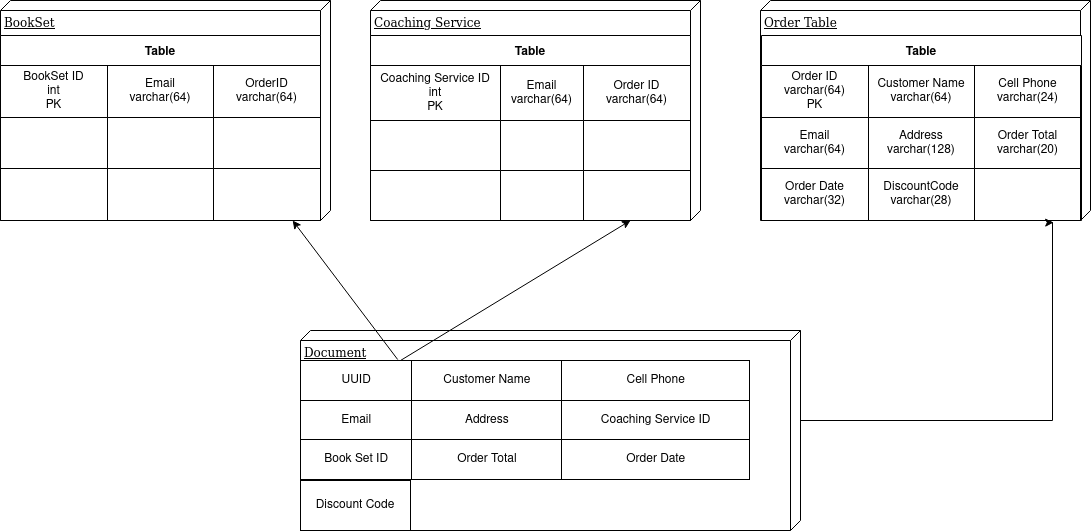 BookSet
Table
BookSet ID
int
PK
Email
varchar(64)
OrderID
varchar(64)
Coaching Service
Table
Coaching Service ID
int
PK
Email
varchar(64)
Order ID
varchar(64)
Order Table
Table
Order ID
varchar(64)
PK
Customer Name
varchar(64)
Cell Phone
varchar(24)
Email
varchar(64)
Address
varchar(128)
Order Total
varchar(20)
Order Date
varchar(32)
DiscountCode
varchar(28)
Document
UUID
Customer Name
Cell Phone
Email
Address
Coaching Service ID
Book Set ID
Order Total
Order Date
Discount Code